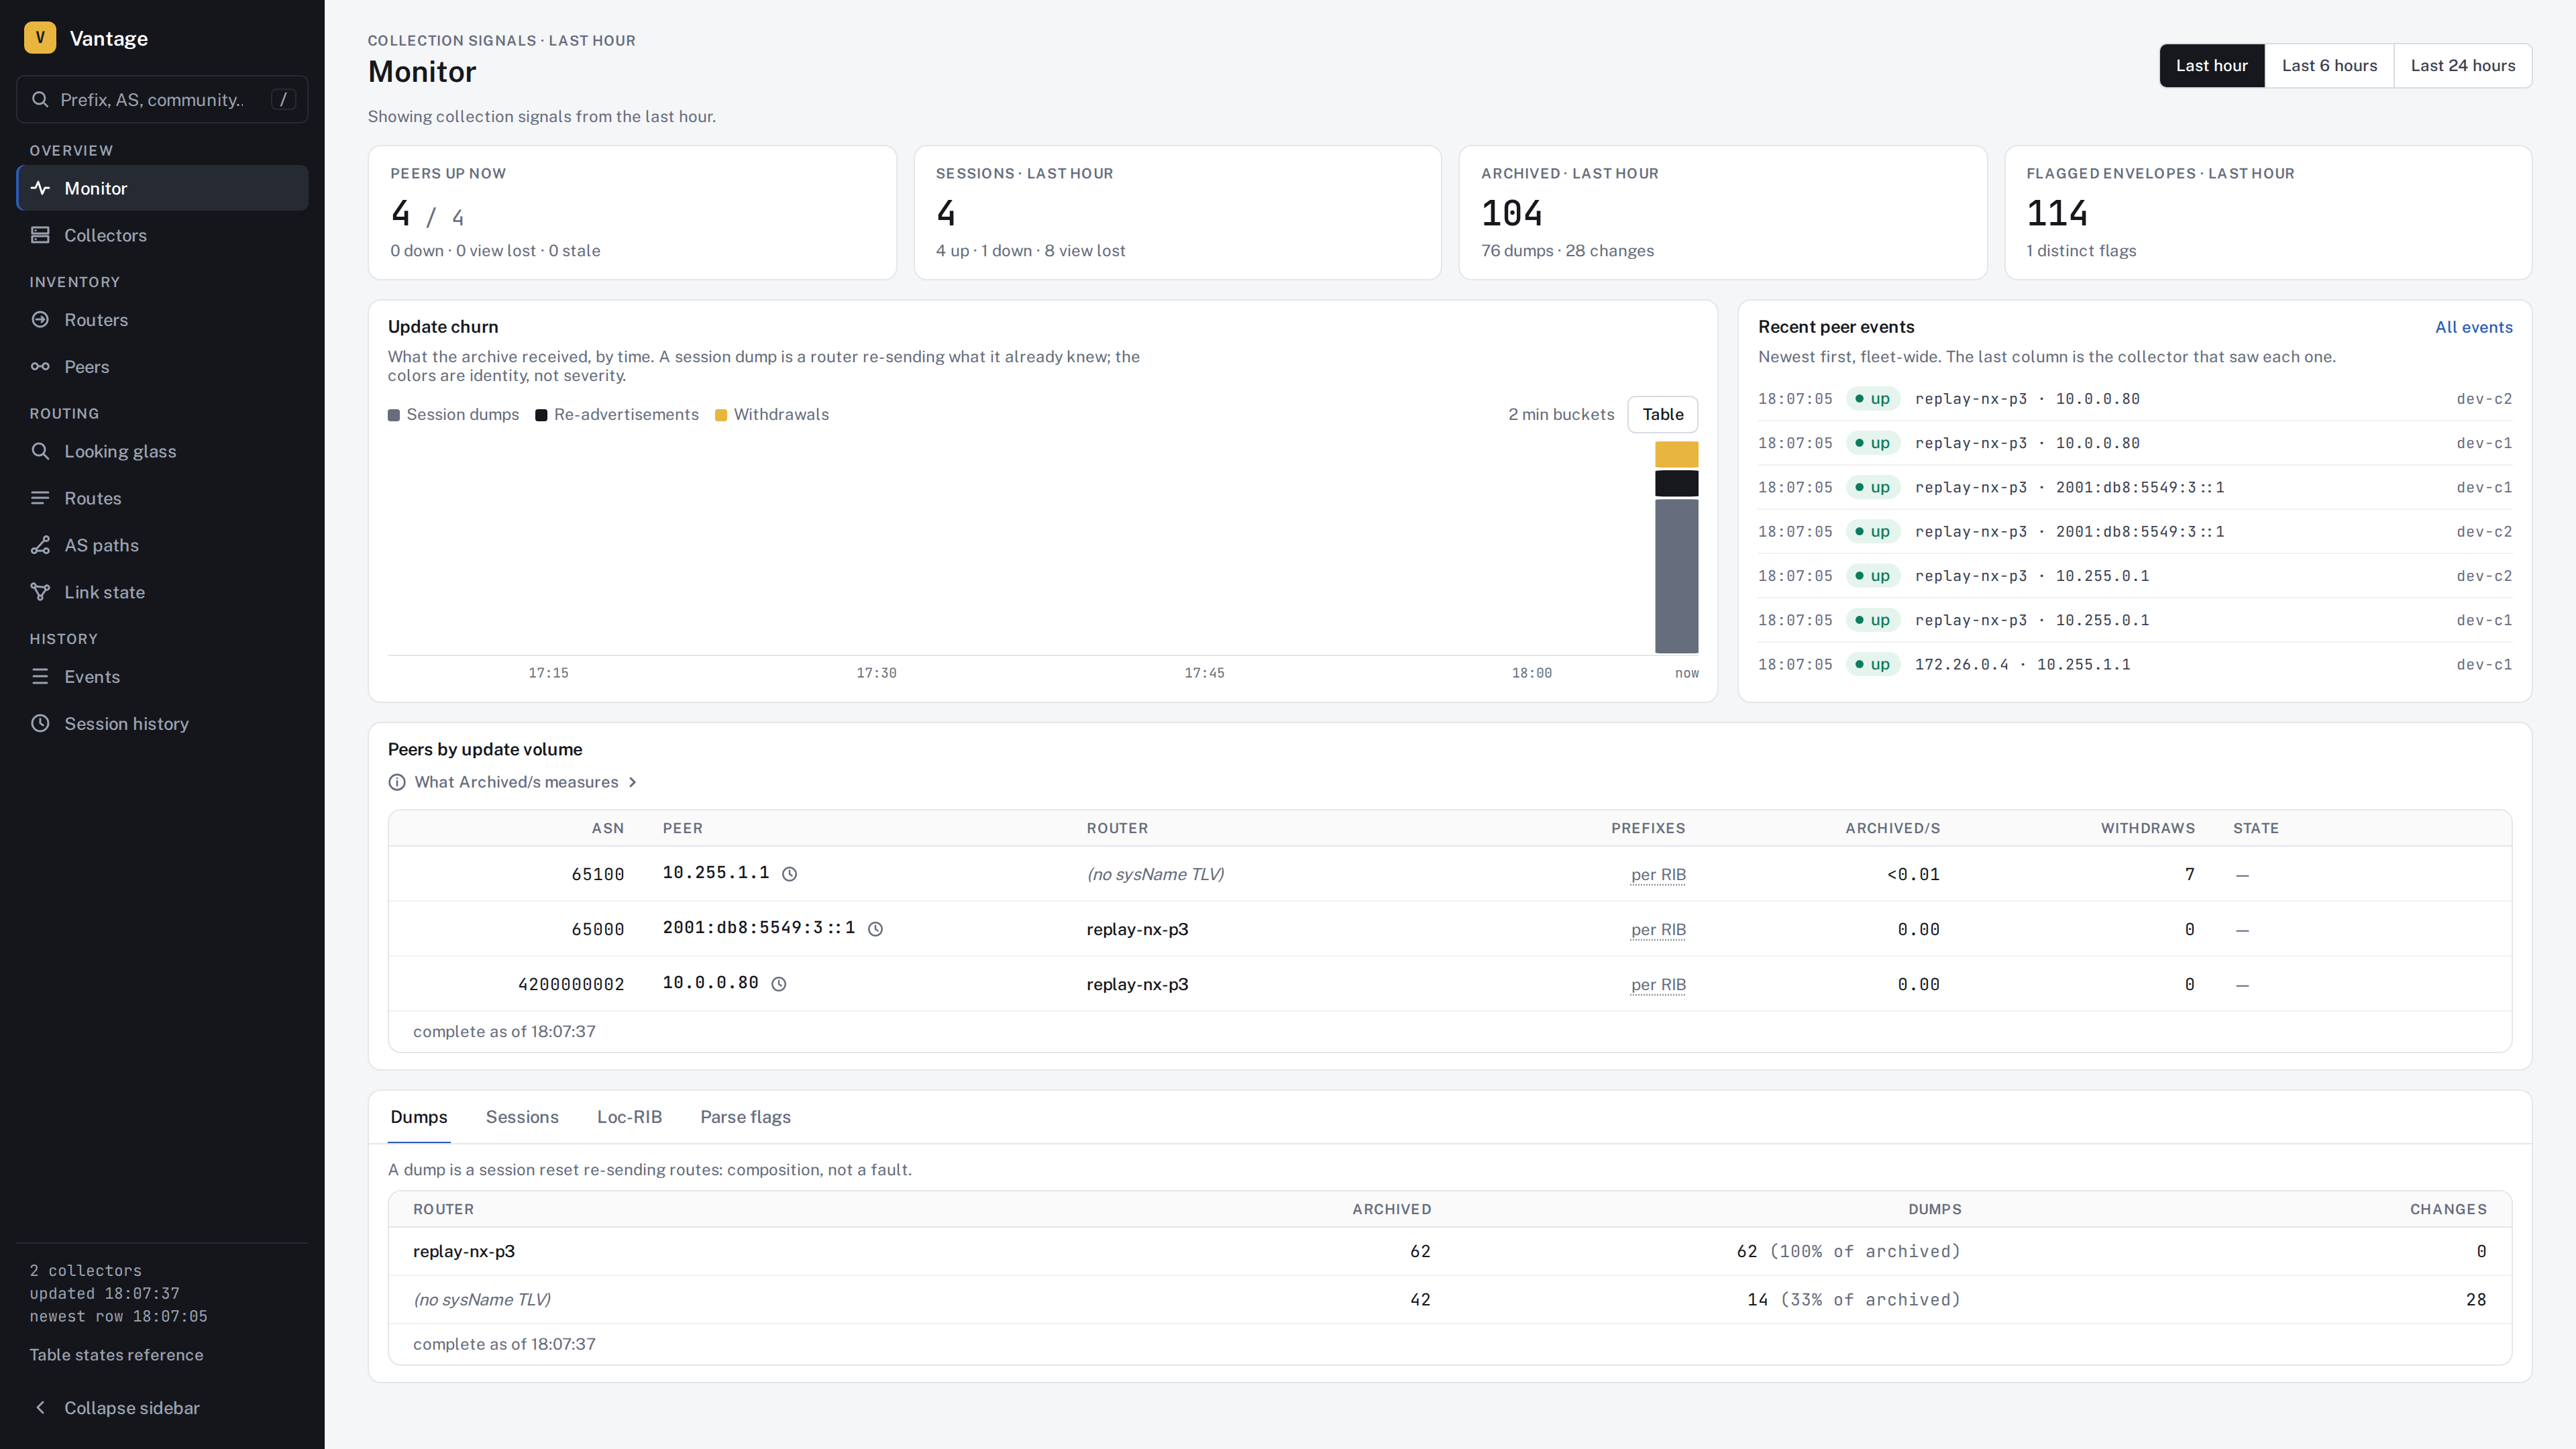 V
Vantage
Prefix, AS, community..
/
OVERVIEW
Monitor
Collectors
INVENTORY
Routers
Peers
ROUTING
Looking glass
Routes
AS paths
Link state
HISTORY
Events
Session history
2 collectors
updated 18:07:37
newest row 18:07:05
Table states reference
Collapse sidebar
COLLECTION SIGNALS · LAST HOUR
Monitor
Last hour Last 6 hours Last 24 hours
Showing collection signals from the last hour.
PEERS UP NOW
4 / 4
0 down · 0 view lost · 0 stale
SESSIONS · LAST HOUR
4
4 up · 1 down · 8 view lost
ARCHIVED · LAST HOUR
104
76 dumps · 28 changes
FLAGGED ENVELOPES · LAST HOUR
114
1 distinct flags
Update churn
What the archive received, by time. A session dump is a router re-sending what it already knew; the
colors are identity, not severity.
Session dumps Re-advertisements Withdrawals 2 min buckets Table
17:15 17:30 17:45 18:00 now
Recent peer events All events
Newest first, fleet-wide. The last column is the collector that saw each one.
18:07:05 up replay-nx-p3 · 10.0.0.80 dev-c2
18:07:05 up replay-nx-p3 · 10.0.0.80 dev-c1
18:07:05 up replay-nx-p3 · 2001:db8:5549:3::1 dev-c1
18:07:05 up replay-nx-p3 · 2001:db8:5549:3::1 dev-c2
18:07:05 up replay-nx-p3 · 10.255.0.1 dev-c2
18:07:05 up replay-nx-p3 · 10.255.0.1 dev-c1
18:07:05 up 172.26.0.4 · 10.255.1.1 dev-c1
Peers by update volume
What Archived/s measures
ASN PEER ROUTER PREFIXES ARCHIVED/S WITHDRAWS STATE
65100 10.255.1.1 (no sysName TLV) per RIB <0.01 7 —
65000 2001:db8:5549:3::1 replay-nx-p3 per RIB 0.00 0 —
4200000002 10.0.0.80 replay-nx-p3 per RIB 0.00 0 —
complete as of 18:07:37
Dumps Sessions Loc-RIB Parse flags
A dump is a session reset re-sending routes: composition, not a fault.
ROUTER ARCHIVED DUMPS CHANGES
replay-nx-p3 62 62 (100% of archived) 0
(no sysName TLV) 42 14 (33% of archived) 28
complete as of 18:07:37